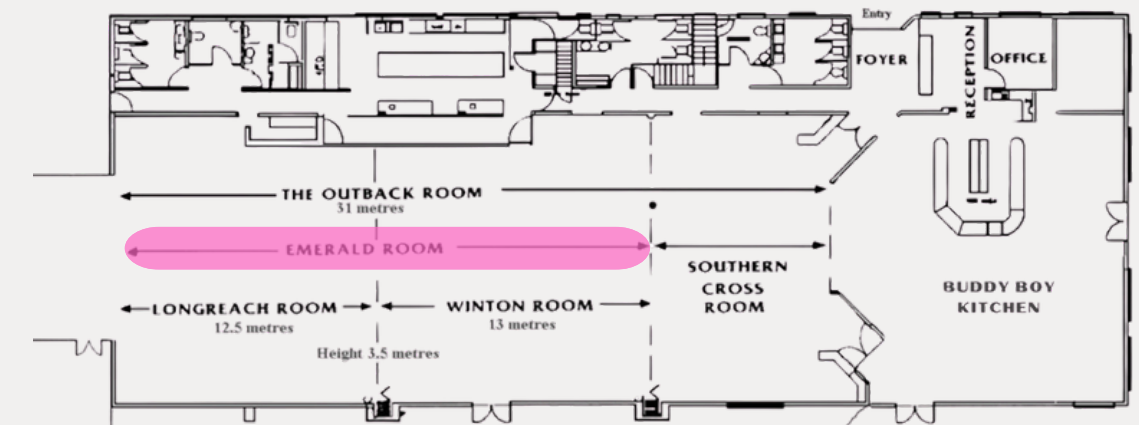 Entry
FOYER
RECEPTION
OFFICE
THE OUTBACK ROOM
31 metres
EMERALD ROOM
SOUTHERN
CROSS
ROOM
LONGREACH ROOM
12.5 metres
WINTON ROOM
13 metres
BUDDY BOY
KITCHEN
Height 3.5 metres